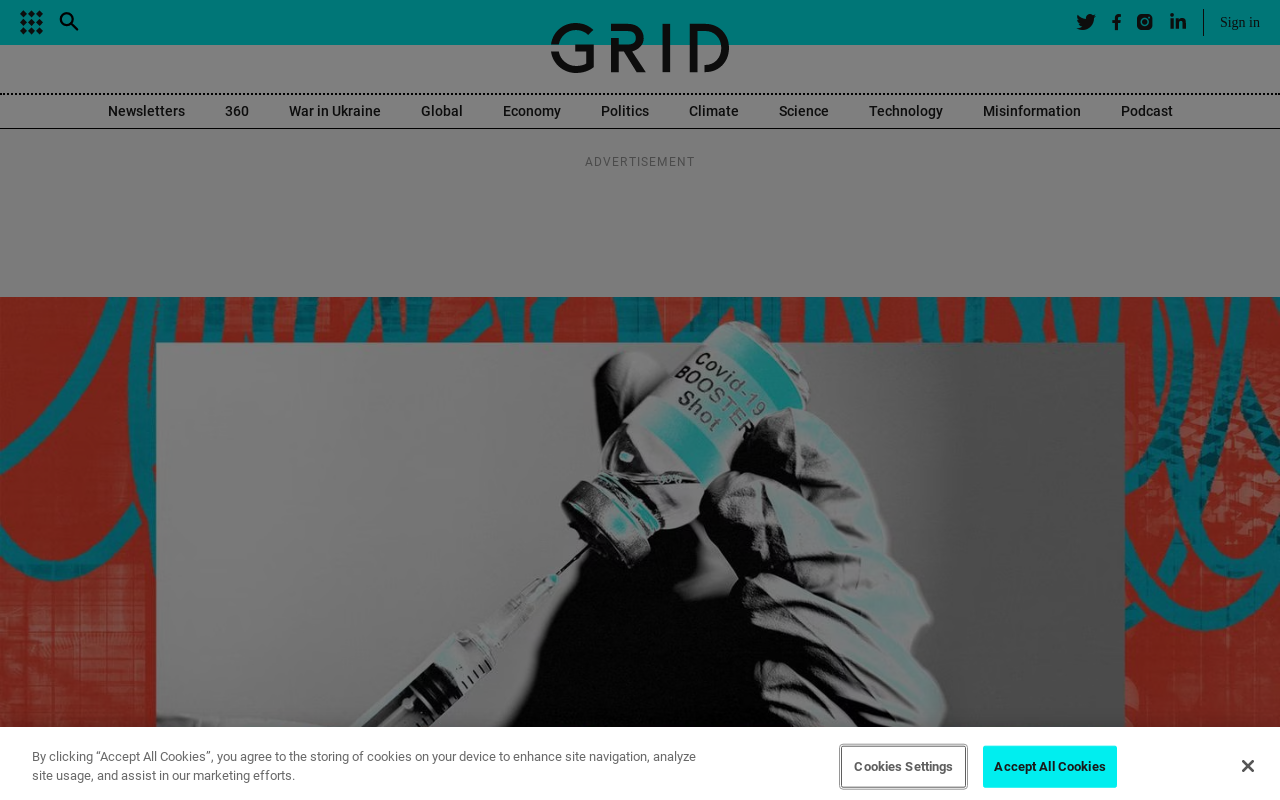 GRID
Sign in
Newsletters 360 War in Ukraine Global Economy Politics Climate Science Technology Misinformation Podcast
ADVERTISEMENT
Covid-19
BOOSTER
Shot
By clicking “Accept All Cookies”, you agree to the storing of cookies on your device to enhance site navigation, analyze
site usage, and assist in our marketing efforts.
Cookies Settings
Accept All Cookies